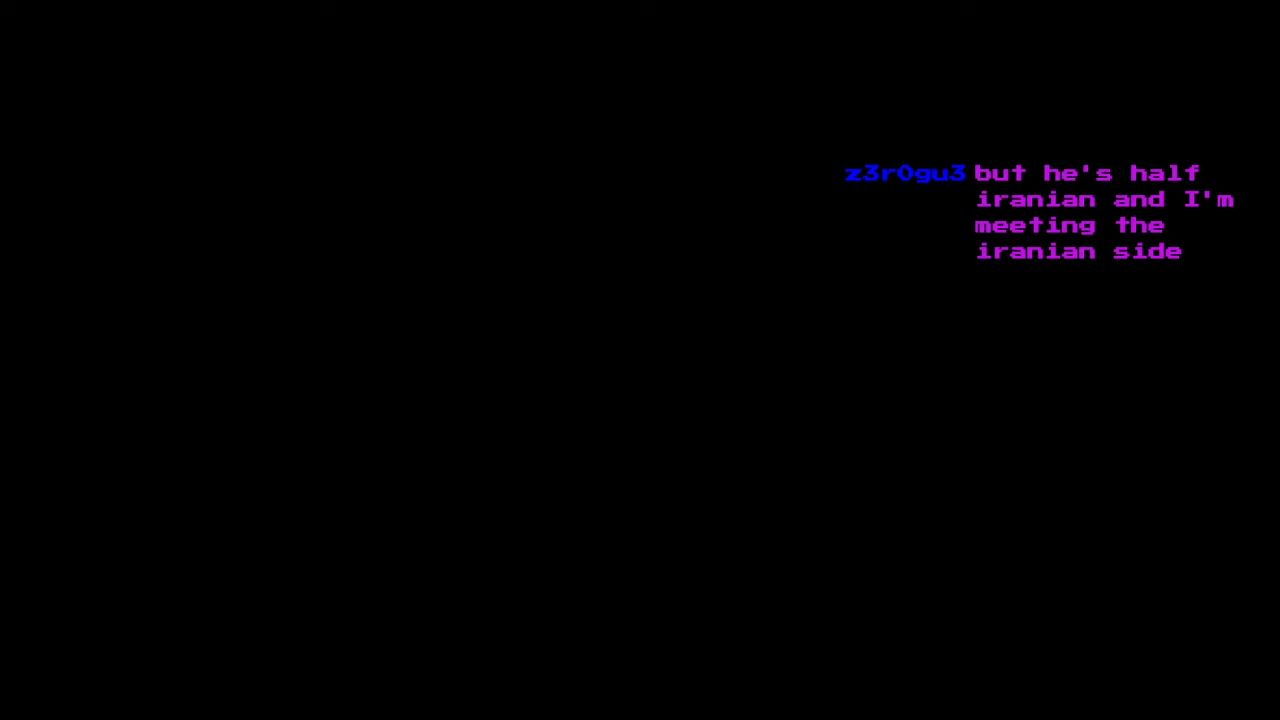 z3r0gu3 but he's half
iranian and I'm
meeting the
iranian side